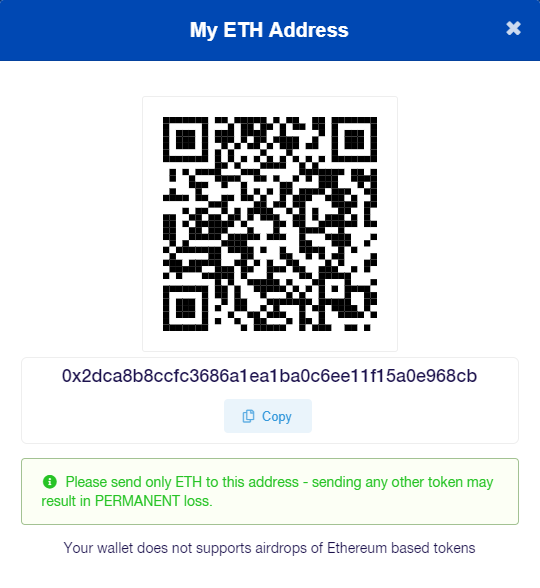 My ETH Address
0x2dca8b8ccfc3686a1ea1ba0c6ee11f15a0e968cb
Copy
Please send only ETH to this address - sending any other token may
result in PERMANENT loss.
Your wallet does not supports airdrops of Ethereum based tokens